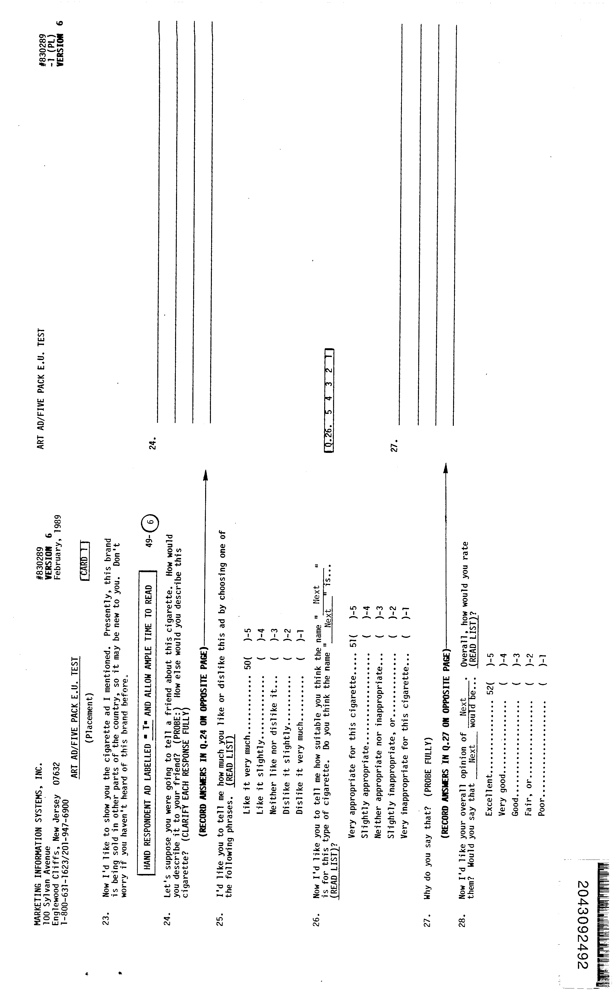 MARKETING INFORMATION SYSTEMS, INC.
100 Sylvan Avenue
Englewood Cliffs, New Jersey 07632
1-800-631-1623/201-947-6900
#830289
VERSION 6
February, 1989
ART AD/FIVE PACK E.U. TEST
(Placement)
CARD 1
23. Now I'd like to show you the cigarette ad I mentioned. Presently, this brand
is being sold in other parts of the country, so it may be new to you. Don't
worry if you haven't heard of this brand before.
HAND RESPONDENT AD LABELLED "T" AND ALLOW AMPLE TIME TO READ 49-(6)
24. Let's suppose you were going to tell a friend about this cigarette. How would
you describe it to your friend? (PROBE:) How else would you describe this
cigarette? (CLARIFY EACH RESPONSE FULLY)
(RECORD ANSWERS IN Q.24 ON OPPOSITE PAGE)
25. I'd like you to tell me how much you like or dislike this ad by choosing one of
the following phrases. (READ LIST)
Like it very much.......... 50( )-5
Like it slightly............. ( )-4
Neither like nor dislike it... ( )-3
Dislike it slightly.......... ( )-2
Dislike it very much......... ( )-1
26. Now I'd like you to tell me how suitable you think the name " Next "
is for this type of cigarette. Do you think the name " Next " is...
(READ LIST)?
Very appropriate for this cigarette..... 51( )-5
Slightly appropriate.................... ( )-4
Neither appropriate nor inappropriate... ( )-3
Slightly inappropriate, or.............. ( )-2
Very inappropriate for this cigarette... ( )-1
27. Why do you say that? (PROBE FULLY)
(RECORD ANSWERS IN Q.27 ON OPPOSITE PAGE)
28. Now I'd like your overall opinion of Next . Overall, how would you rate
them? Would you say that Next would be... (READ LIST)?
Excellent................ 52( )-5
Very good.................. ( )-4
Good....................... ( )-3
Fair, or................... ( )-2
Poor....................... ( )-1
ART AD/FIVE PACK E.U. TEST
#830289
-1 (PL)
VERSION 6
24.
Q.26. 5 4 3 2 1
27.
2043092492